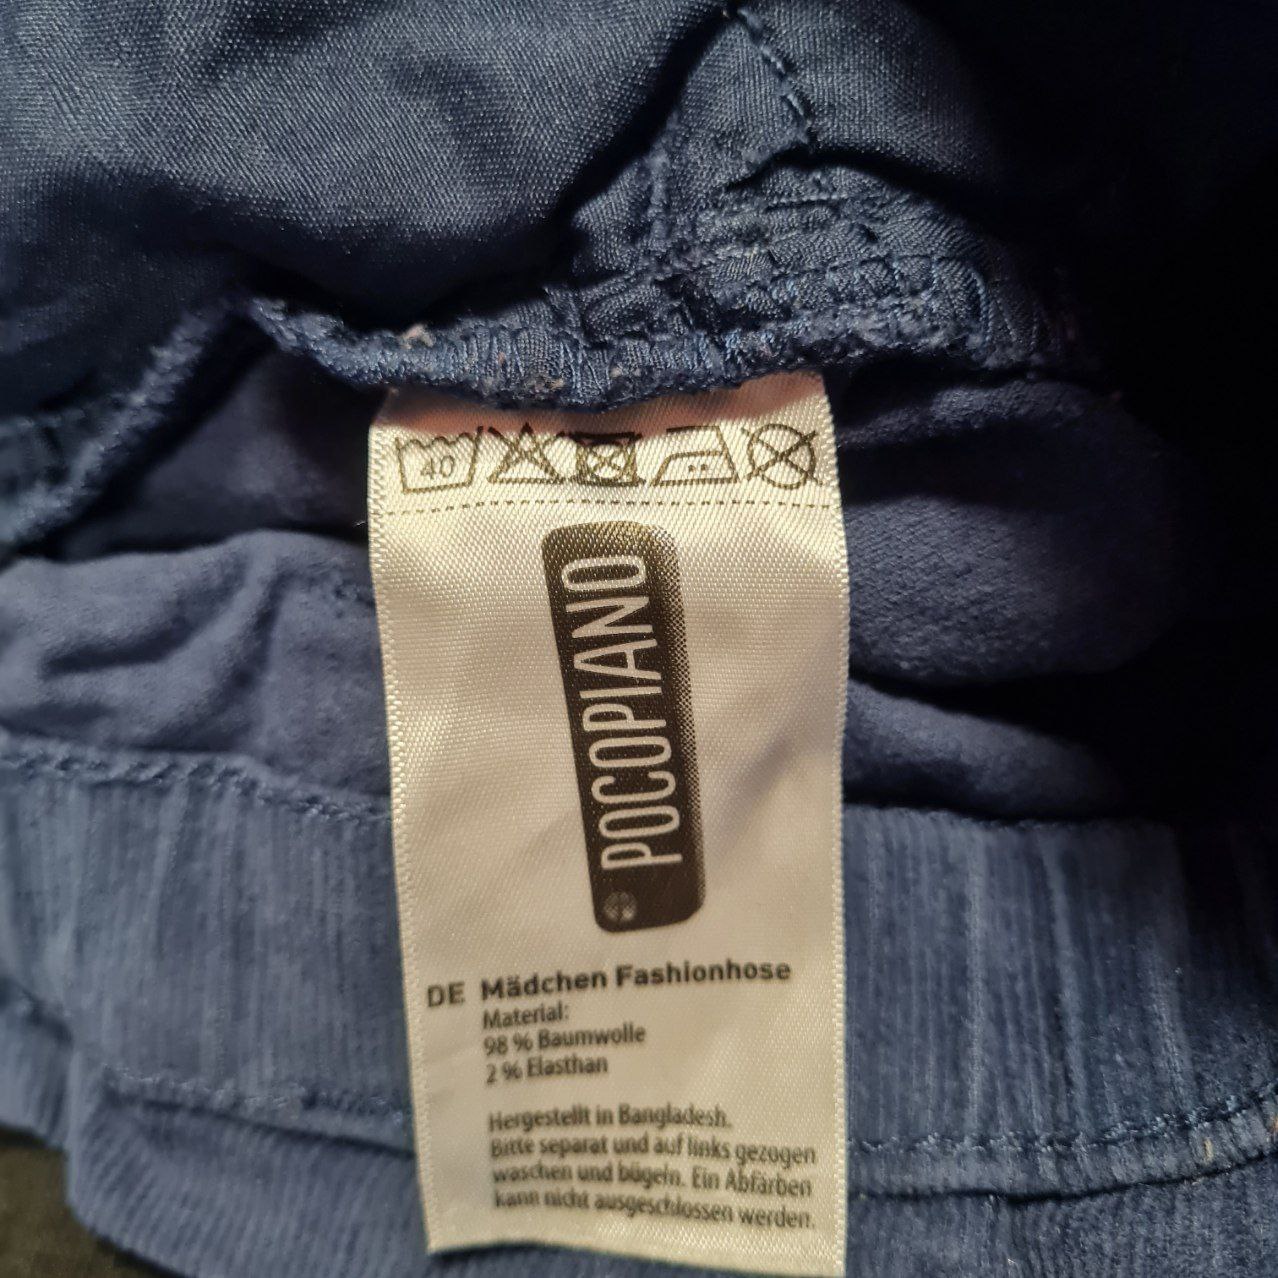 40
POCOPIANO
DE Mädchen Fashionhose
Material:
98 % Baumwolle
2 % Elasthan
Hergestellt in Bangladesh.
Bitte separat und auf links gezogen
waschen und bügeln. Ein Abfärben
kann nicht ausgeschlossen werden.